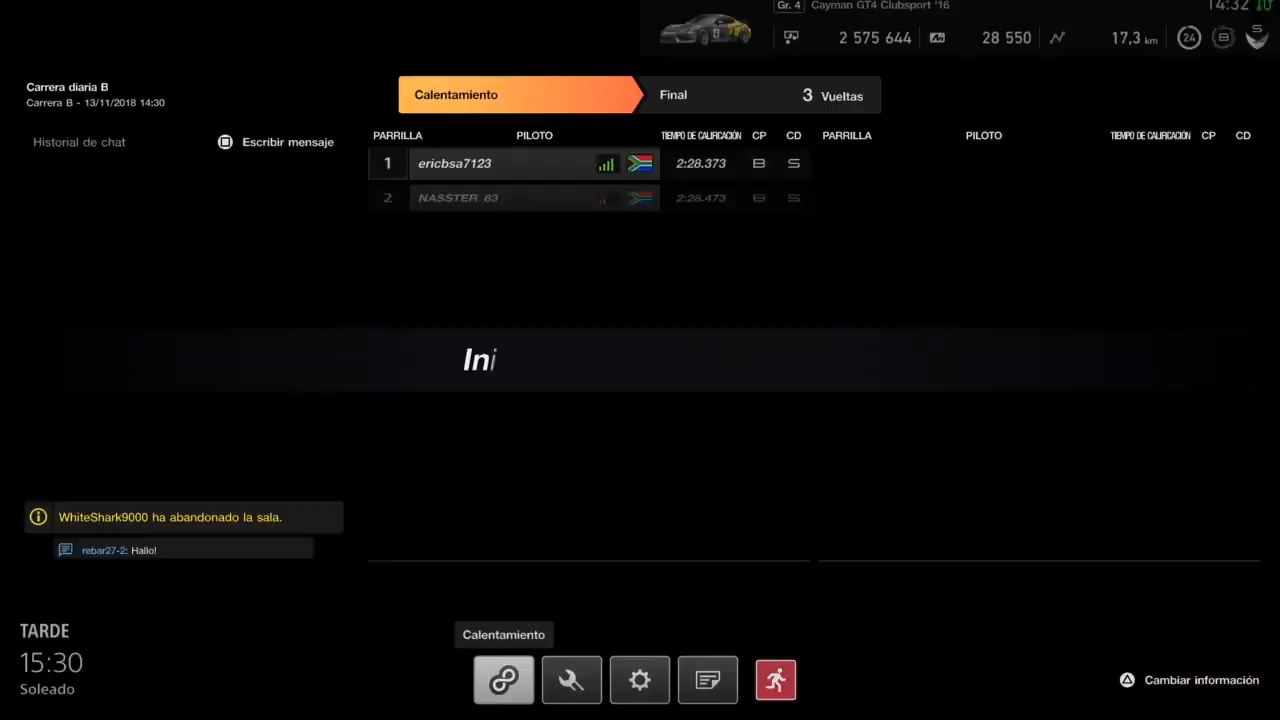 Gr. 4 Cayman GT4 Clubsport '16
14:32
2 575 644 28 550 17,3 km 24 B S
Carrera diaria B
Carrera B - 13/11/2018 14:30
Calentamiento Final 3 Vueltas
Historial de chat Escribir mensaje
PARRILLA PILOTO TIEMPO DE CALIFICACIÓN CP CD PARRILLA PILOTO TIEMPO DE CALIFICACIÓN CP CD
1 ericbsa7123 2:28.373 B S
2 NASSTER 83 2:28.473 B S
Ini
WhiteShark9000 ha abandonado la sala.
rebar27-2: Hallo!
TARDE
15:30
Soleado
Calentamiento
Cambiar información